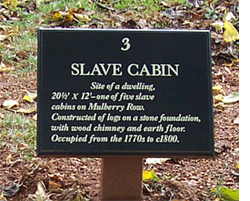 3
SLAVE CABIN
Site of a dwelling,
20½' X 12'–one of five slave
cabins on Mulberry Row.
Constructed of logs on a stone foundation,
with wood chimney and earth floor.
Occupied from the 1770s to c1800.